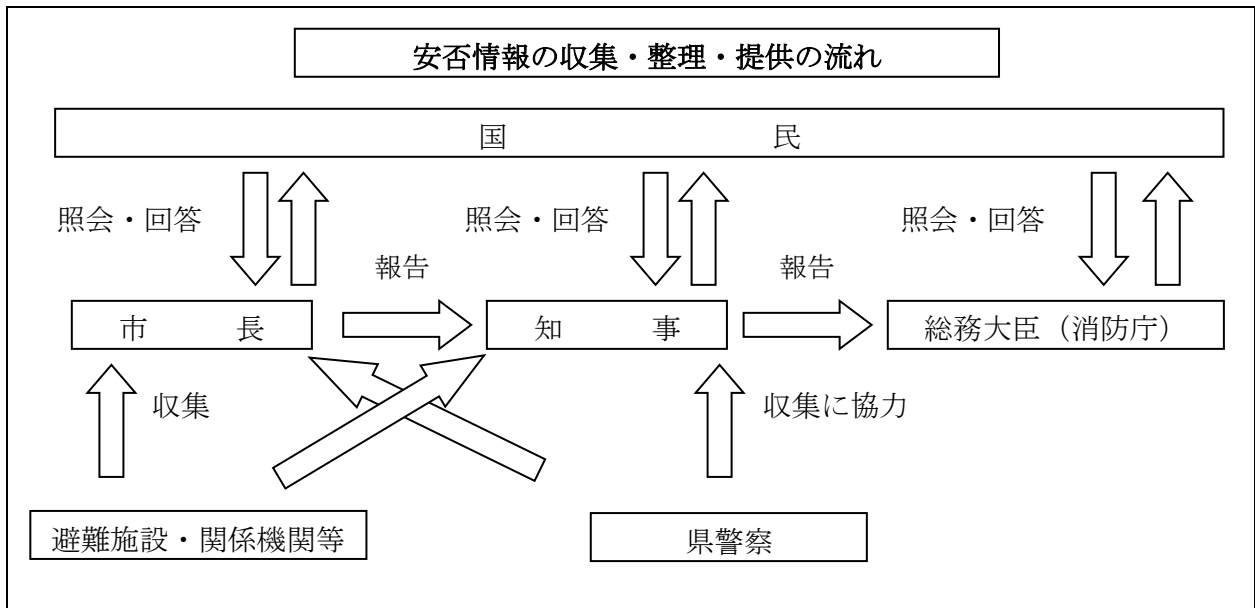 安否情報の収集・整理・提供の流れ
国　　　　民
照会・回答
照会・回答
照会・回答
報告
報告
市　　長
知　　事
総務大臣（消防庁）
収集
収集に協力
避難施設・関係機関等
県警察